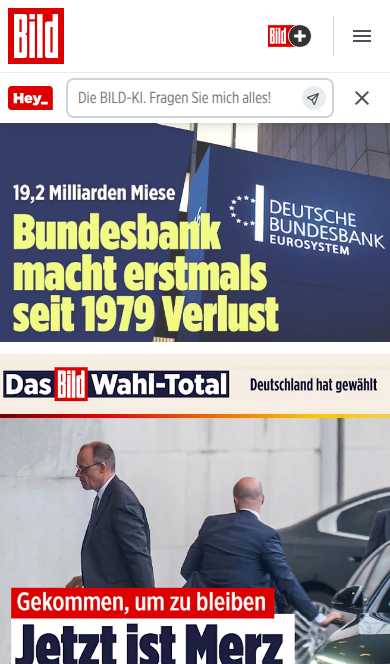 Bild
Bild
Hey_
Die BILD-KI. Fragen Sie mich alles!
DEUTSCHE
BUNDESBANK
EUROSYSTEM
19,2 Milliarden Miese
Bundesbank
macht erstmals
seit 1979 Verlust
Das Bild Wahl-Total
Deutschland hat gewählt
Gekommen, um zu bleiben
Jetzt ist Merz